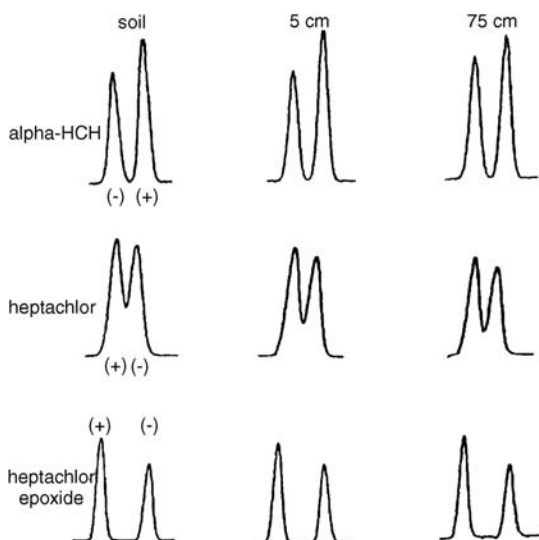 soil 5 cm 75 cm
alpha-HCH
(-) (+)
heptachlor
(+) (-)
(+) (-)
heptachlor
epoxide